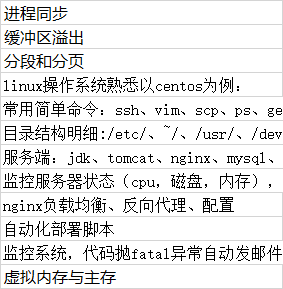 进程同步
缓冲区溢出
分段和分页
linux操作系统熟悉以centos为例：
常用简单命令：ssh、vim、scp、ps、ge
目录结构明细:/etc/、~/、/usr/、/dev
服务端：jdk、tomcat、nginx、mysql、
监控服务器状态（cpu，磁盘，内存），
nginx负载均衡、反向代理、配置
自动化部署脚本
监控系统，代码抛fatal异常自动发邮件
虚拟内存与主存